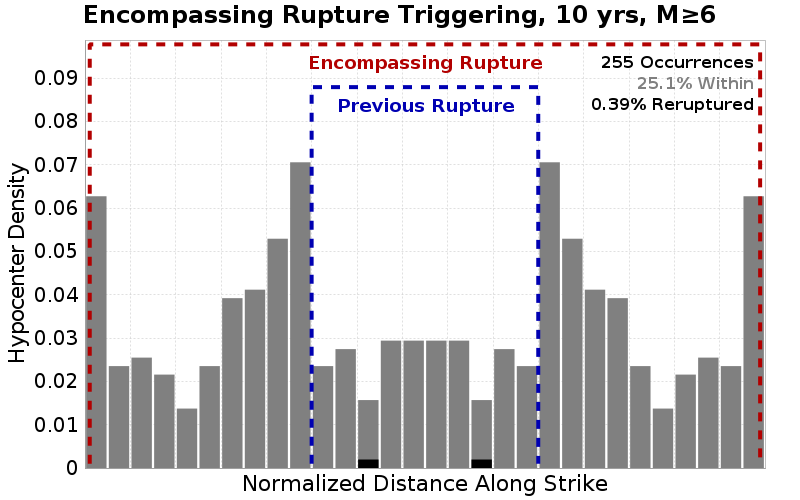 Encompassing Rupture Triggering, 10 yrs, M≥6
Encompassing Rupture
Previous Rupture
255 Occurrences
25.1% Within
0.39% Reruptured
Hypocenter Density
0.09
0.08
0.07
0.06
0.05
0.04
0.03
0.02
0.01
0
Normalized Distance Along Strike